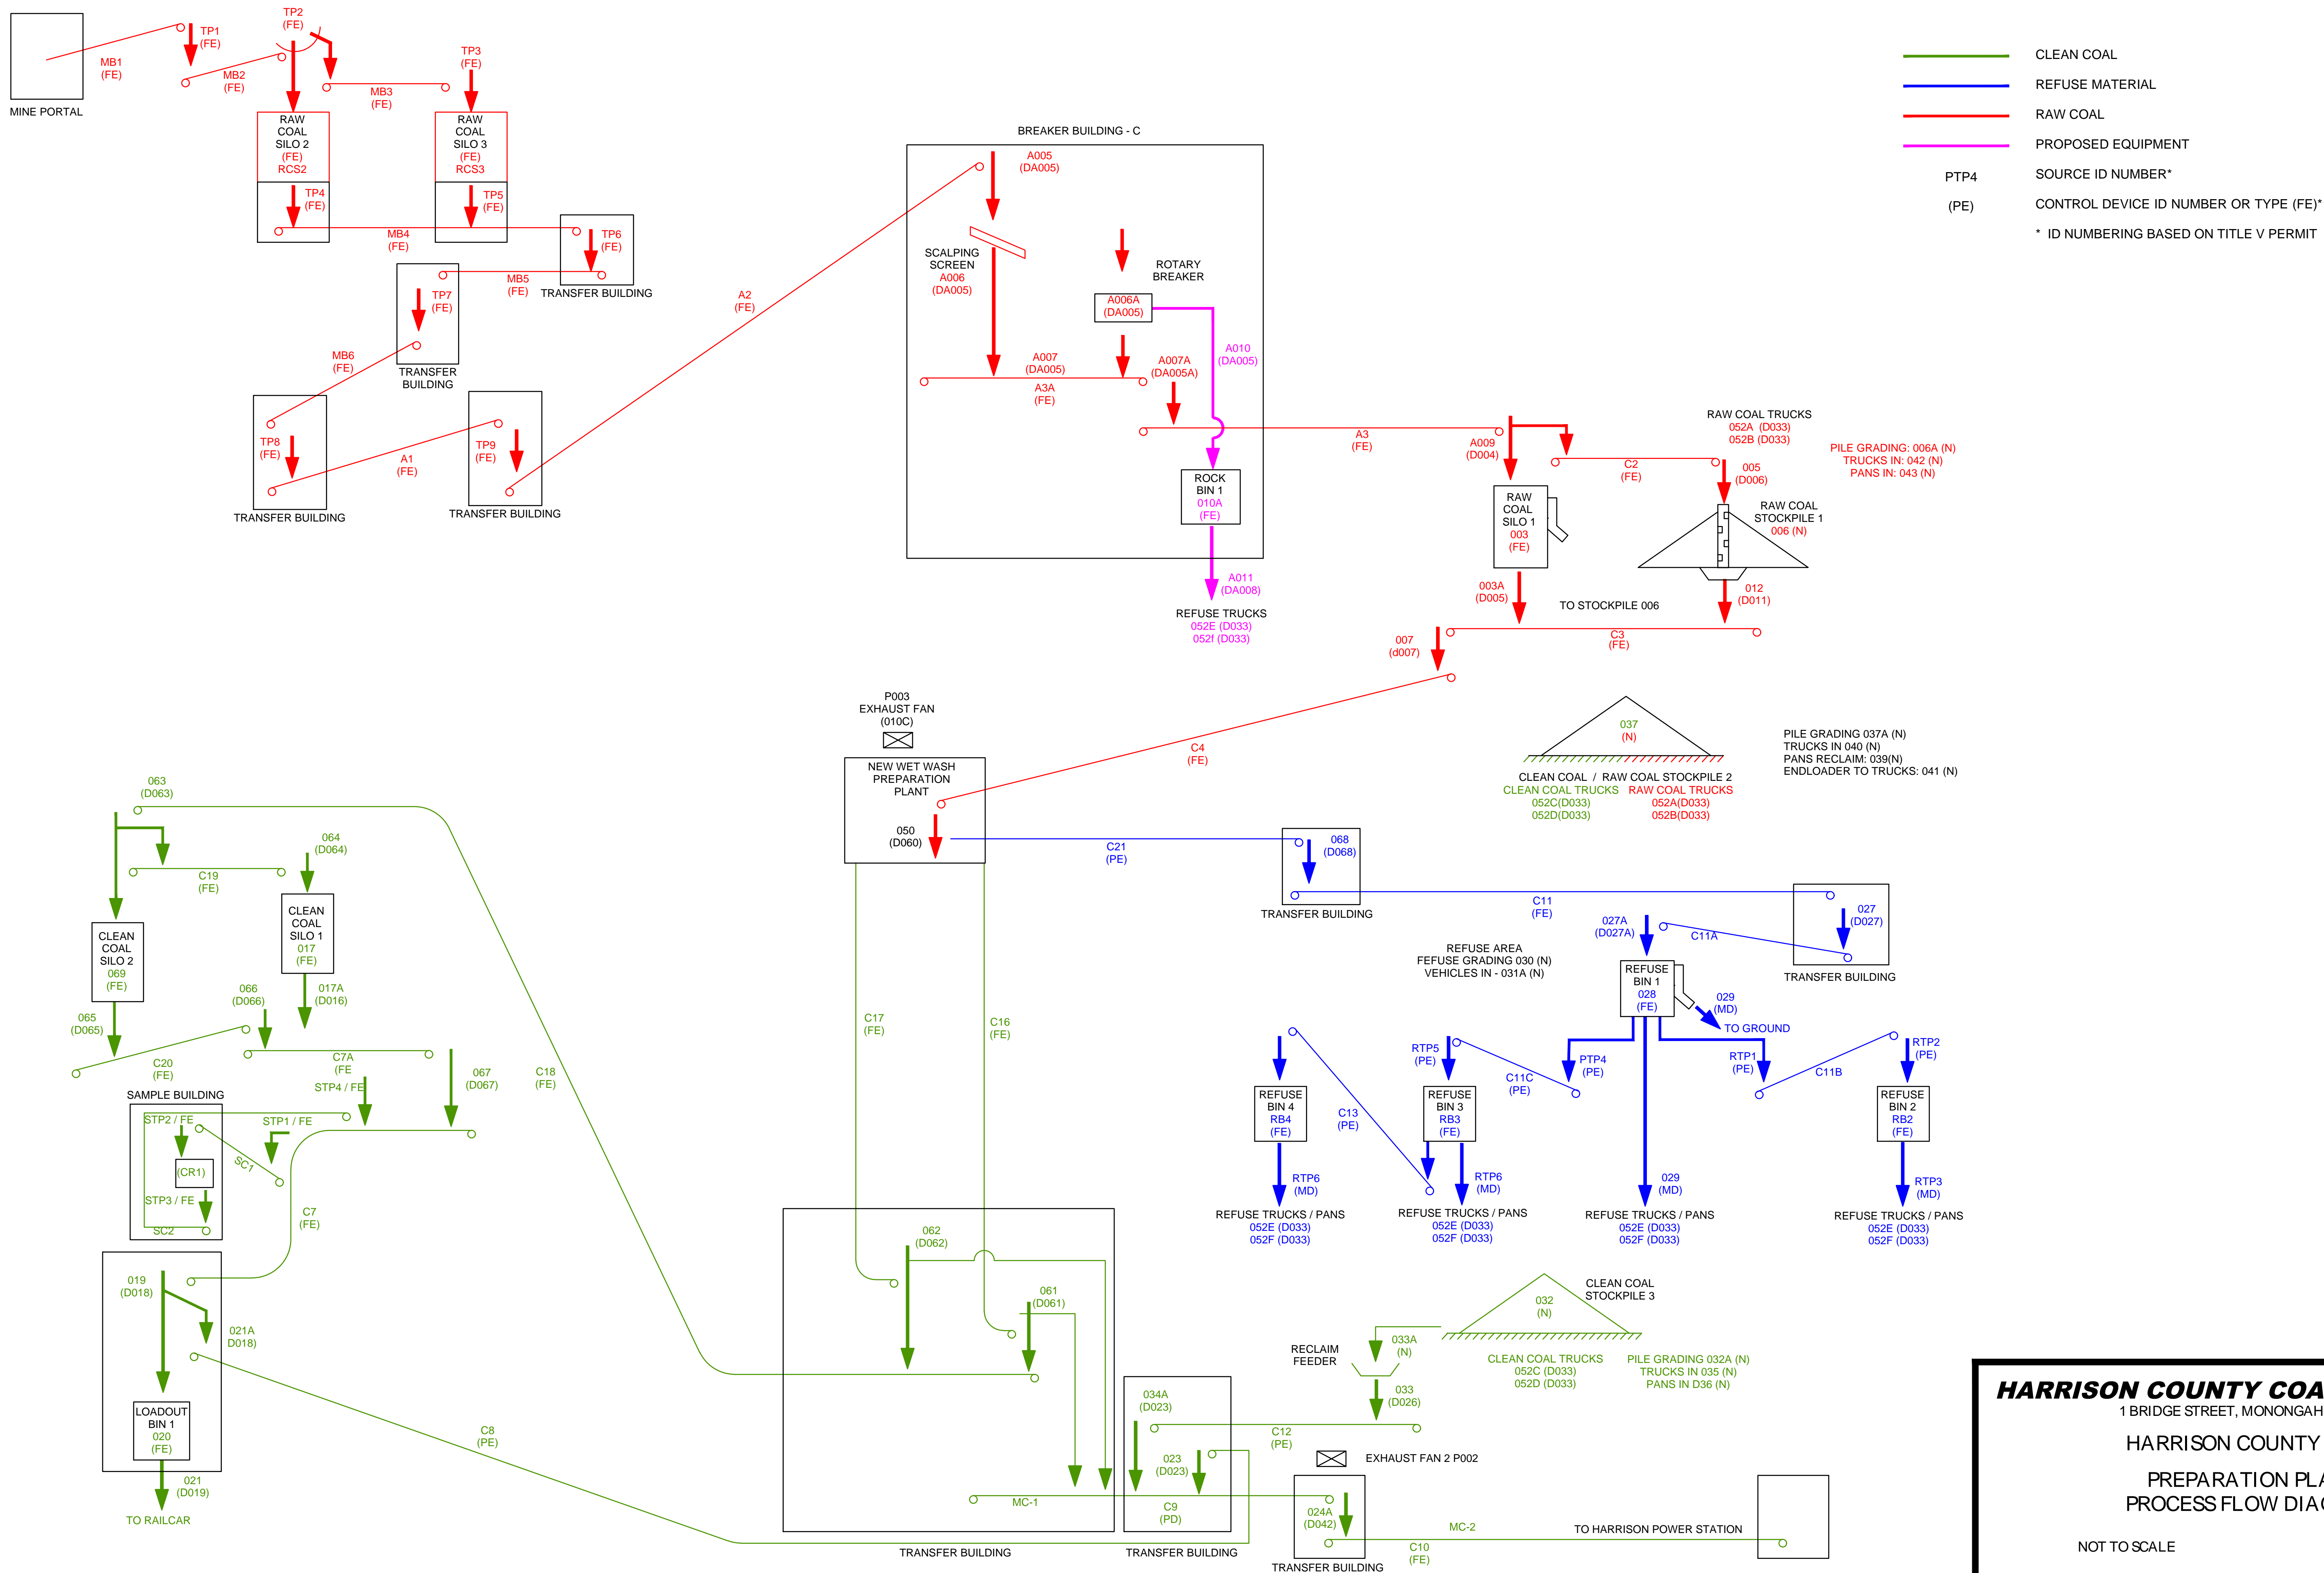 MINE PORTAL
MB1
(FE)
TP1
(FE)
MB2
(FE)
TP2
(FE)
MB3
(FE)
TP3
(FE)
RAW
COAL
SILO 2
(FE)
RCS2
RAW
COAL
SILO 3
(FE)
RCS3
TP4
(FE)
TP5
(FE)
MB4
(FE)
TP6
(FE)
TRANSFER BUILDING
MB5
(FE)
TP7
(FE)
TRANSFER
BUILDING
MB6
(FE)
TP8
(FE)
TRANSFER BUILDING
A1
(FE)
TP9
(FE)
TRANSFER BUILDING
A2
(FE)
BREAKER BUILDING - C
A005
(DA005)
SCALPING
SCREEN
A006
(DA005)
ROTARY
BREAKER
A006A
(DA005)
A007
(DA005)
A3A
(FE)
A007A
(DA005A)
A010
(DA005)
ROCK
BIN 1
010A
(FE)
A011
(DA008)
REFUSE TRUCKS
052E (D033)
052f (D033)
A3
(FE)
CLEAN COAL
REFUSE MATERIAL
RAW COAL
PROPOSED EQUIPMENT
PTP4
SOURCE ID NUMBER*
(PE)
CONTROL DEVICE ID NUMBER OR TYPE (FE)*
* ID NUMBERING BASED ON TITLE V PERMIT
A009
(D004)
RAW
COAL
SILO 1
003
(FE)
C2
(FE)
RAW COAL TRUCKS
052A (D033)
052B (D033)
005
(D006)
PILE GRADING: 006A (N)
TRUCKS IN: 042 (N)
PANS IN: 043 (N)
RAW COAL
STOCKPILE 1
006 (N)
003A
(D005)
TO STOCKPILE 006
012
(D011)
C3
(FE)
007
(d007)
C4
(FE)
037
(N)
CLEAN COAL / RAW COAL STOCKPILE 2
CLEAN COAL TRUCKS
052C(D033)
052D(D033)
RAW COAL TRUCKS
052A(D033)
052B(D033)
PILE GRADING 037A (N)
TRUCKS IN 040 (N)
PANS RECLAIM: 039(N)
ENDLOADER TO TRUCKS: 041 (N)
P003
EXHAUST FAN
(010C)
NEW WET WASH
PREPARATION
PLANT
050
(D060)
C21
(PE)
068
(D068)
TRANSFER BUILDING
C11
(FE)
027
(D027)
TRANSFER BUILDING
C11A
027A
(D027A)
REFUSE AREA
FEFUSE GRADING 030 (N)
VEHICLES IN - 031A (N)
REFUSE
BIN 1
028
(FE)
029
(MD)
TO GROUND
PTP4
(PE)
RTP1
(PE)
C11B
RTP2
(PE)
C11C
(PE)
RTP5
(PE)
C13
(PE)
REFUSE
BIN 4
RB4
(FE)
REFUSE
BIN 3
RB3
(FE)
REFUSE
BIN 2
RB2
(FE)
RTP6
(MD)
RTP6
(MD)
029
(MD)
RTP3
(MD)
REFUSE TRUCKS / PANS
052E (D033)
052F (D033)
REFUSE TRUCKS / PANS
052E (D033)
052F (D033)
REFUSE TRUCKS / PANS
052E (D033)
052F (D033)
REFUSE TRUCKS / PANS
052E (D033)
052F (D033)
063
(D063)
064
(D064)
C19
(FE)
CLEAN
COAL
SILO 2
069
(FE)
CLEAN
COAL
SILO 1
017
(FE)
065
(D065)
066
(D066)
017A
(D016)
C20
(FE)
C7A
(FE
067
(D067)
C18
(FE)
C17
(FE)
C16
(FE)
SAMPLE BUILDING
STP4 / FE
STP2 / FE
STP1 / FE
SC1
(CR1)
STP3 / FE
SC2
C7
(FE)
019
(D018)
021A
D018)
LOADOUT
BIN 1
020
(FE)
021
(D019)
TO RAILCAR
C8
(PE)
062
(D062)
061
(D061)
MC-1
TRANSFER BUILDING
034A
(D023)
023
(D023)
C9
(PD)
TRANSFER BUILDING
C12
(PE)
RECLAIM
FEEDER
033A
(N)
033
(D026)
032
(N)
CLEAN COAL
STOCKPILE 3
CLEAN COAL TRUCKS
052C (D033)
052D (D033)
PILE GRADING 032A (N)
TRUCKS IN 035 (N)
PANS IN D36 (N)
EXHAUST FAN 2 P002
024A
(D042)
TRANSFER BUILDING
MC-2
C10
(FE)
TO HARRISON POWER STATION
HARRISON COUNTY COA
1 BRIDGE STREET, MONONGAH
HARRISON COUNTY
PREPARATION PLA
PROCESS FLOW DIAG
NOT TO SCALE